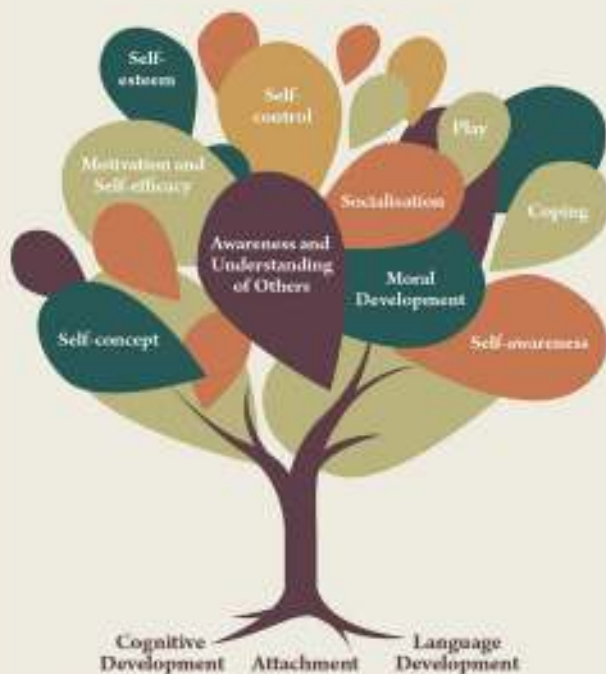 Self-
esteem
Self-
control
Play
Motivation and
Self-efficacy
Socialisation
Coping
Awareness and
Understanding
of Others
Moral
Development
Self-concept
Self-awareness
Cognitive
Development
Attachment
Language
Development